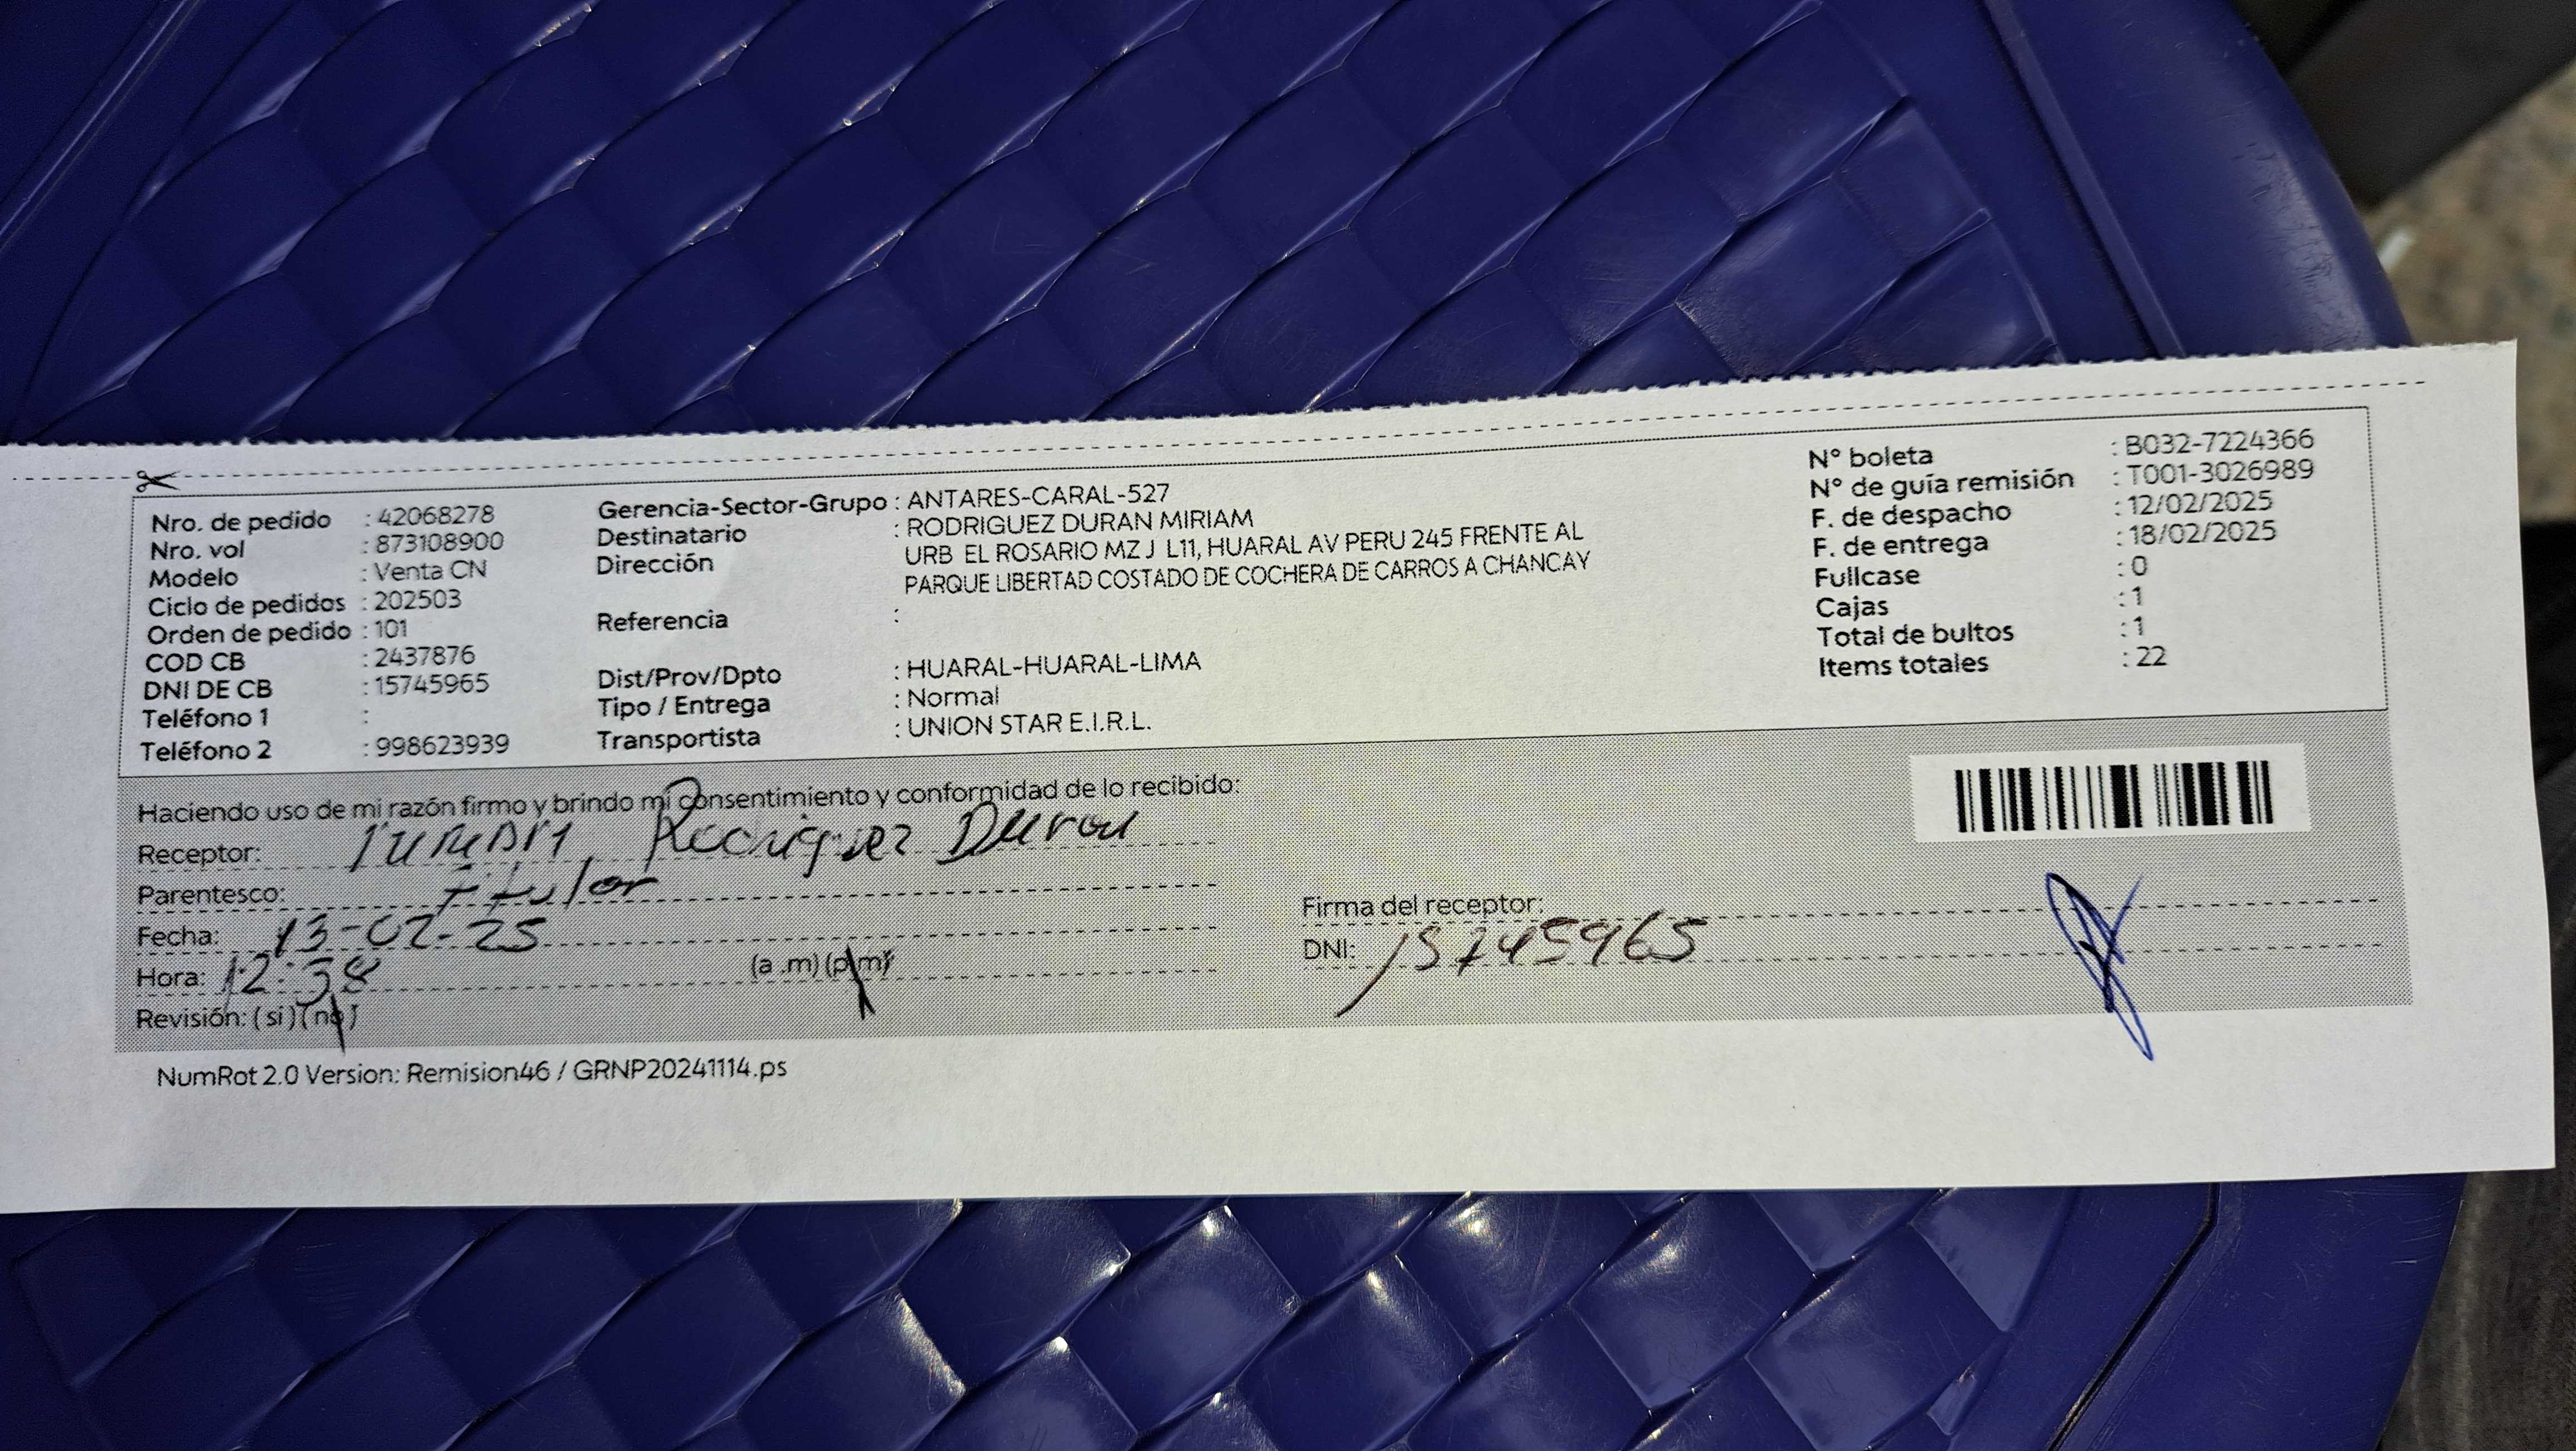 Nro. de pedido : 42068278
Nro. vol : 873108900
Modelo : Venta CN
Ciclo de pedidos : 202503
Orden de pedido : 101
COD CB : 2437876
DNI DE CB : 15745965
Teléfono 1 :
Teléfono 2 : 998623939
Gerencia-Sector-Grupo : ANTARES-CARAL-527
Destinatario : RODRIGUEZ DURAN MIRIAM
Dirección URB EL ROSARIO MZ J L11, HUARAL AV PERU 245 FRENTE AL
PARQUE LIBERTAD COSTADO DE COCHERA DE CARROS A CHANCAY
Referencia :
Dist/Prov/Dpto : HUARAL-HUARAL-LIMA
Tipo / Entrega : Normal
Transportista : UNION STAR E.I.R.L.
N° boleta : B032-7224366
N° de guía remisión : T001-3026989
F. de despacho : 12/02/2025
F. de entrega : 18/02/2025
Fullcase : 0
Cajas : 1
Total de bultos : 1
Items totales : 22
Haciendo uso de mi razón firmo y brindo mi consentimiento y conformidad de lo recibido:
Receptor: Rodriguez Duran
Parentesco: Titular
Fecha: 13-02-25
Hora: 12:38 (a .m) (p.m)
Revisión: (si) (no)
Firma del receptor:
DNI: 15745965
NumRot 2.0 Version: Remision46 / GRNP20241114.ps